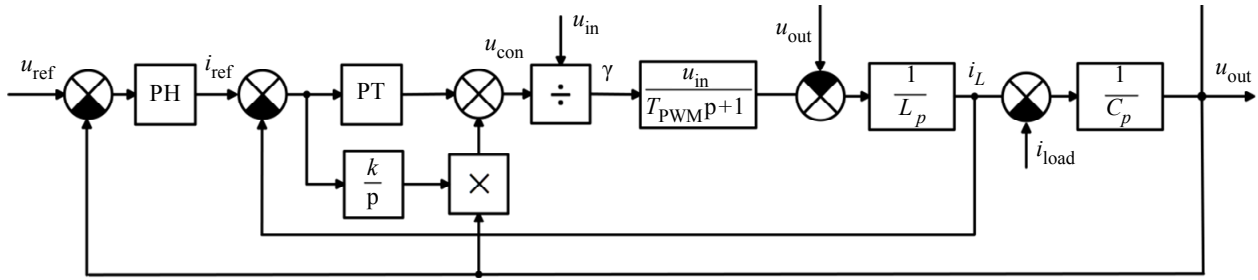 u_in
u_con
u_out
u_ref
i_ref
γ
i_L
u_out
PH
PT
÷
u_in
T_PWM p+1
1
L_p
1
C_p
i_load
k
p
×